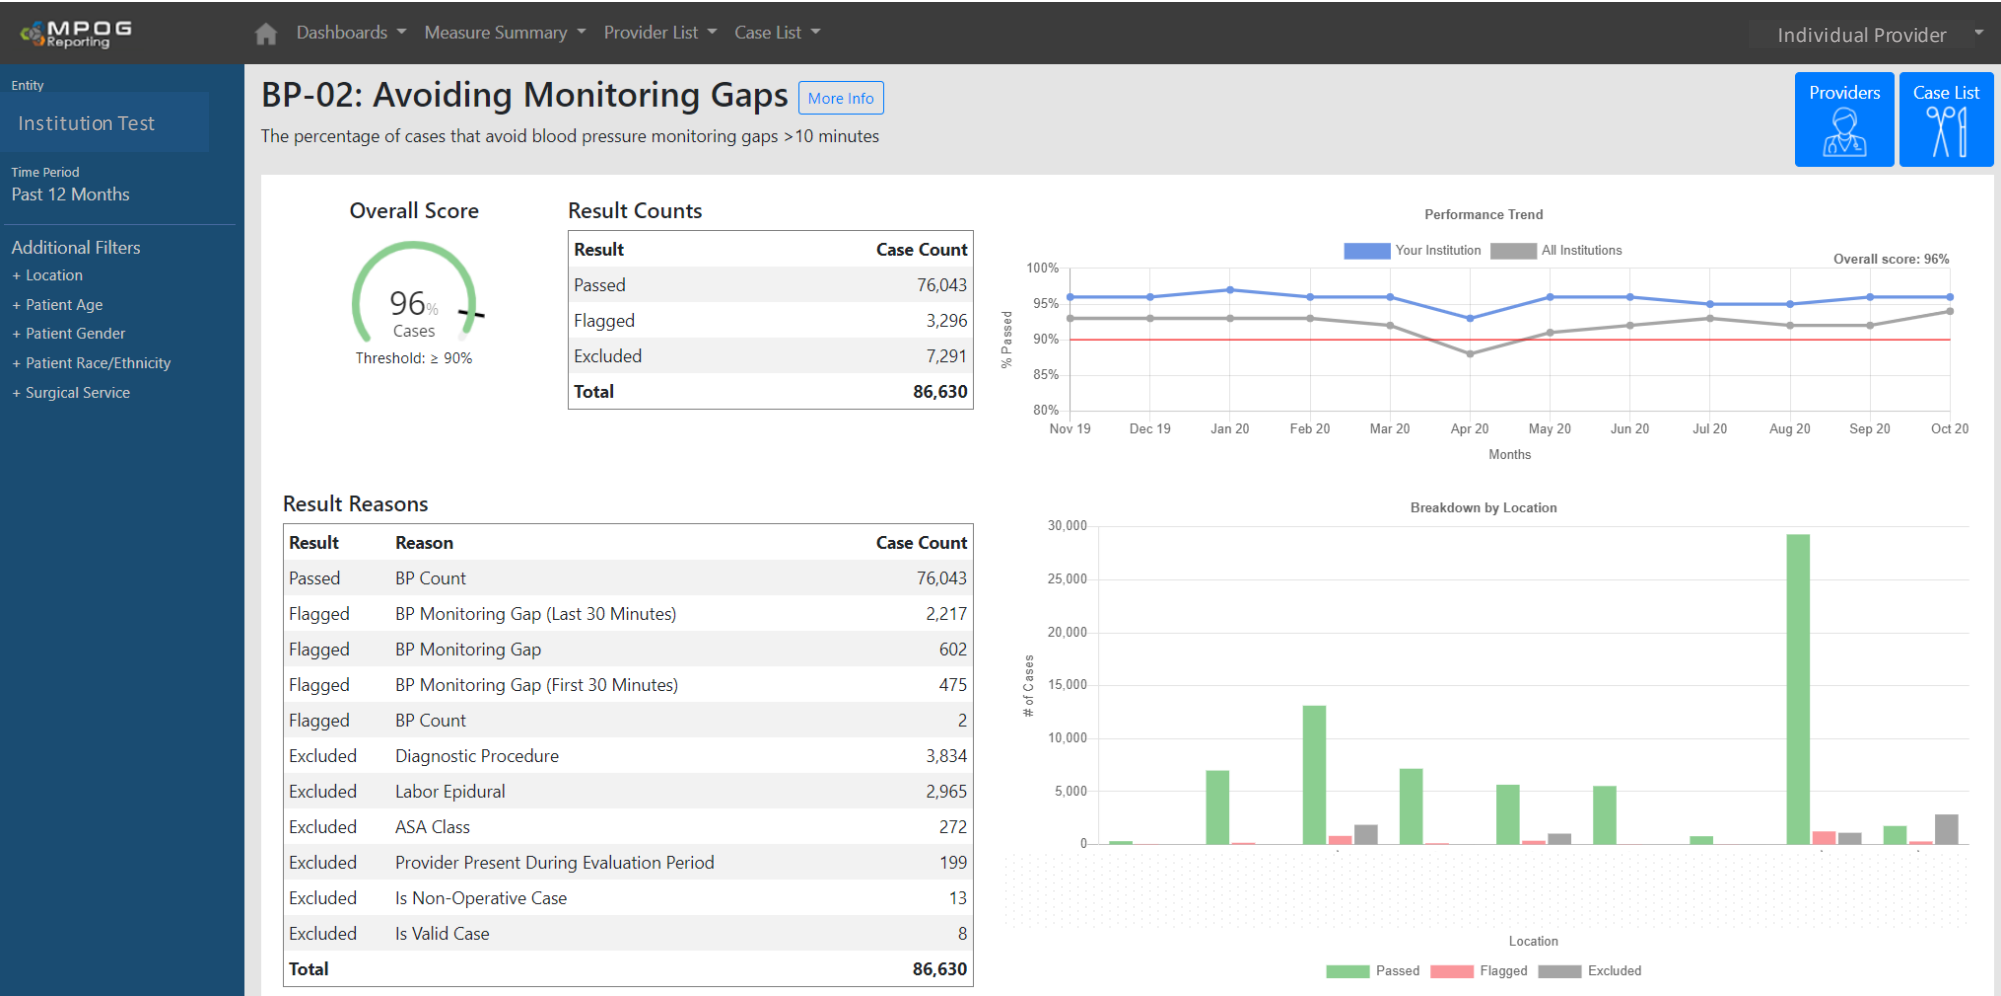 MPOG
Reporting
Dashboards Measure Summary Provider List Case List
Individual Provider
Entity
Institution Test
Time Period
Past 12 Months
Additional Filters
+ Location
+ Patient Age
+ Patient Gender
+ Patient Race/Ethnicity
+ Surgical Service
BP-02: Avoiding Monitoring Gaps More Info
The percentage of cases that avoid blood pressure monitoring gaps >10 minutes
Providers Case List
Overall Score
96%
Cases
Threshold: ≥ 90%
Result Counts
Result Case Count
Passed 76,043
Flagged 3,296
Excluded 7,291
Total 86,630
Performance Trend
Your Institution All Institutions
Overall score: 96%
% Passed
100%
95%
90%
85%
80%
Nov 19 Dec 19 Jan 20 Feb 20 Mar 20 Apr 20 May 20 Jun 20 Jul 20 Aug 20 Sep 20 Oct 20
Months
Result Reasons
Result Reason Case Count
Passed BP Count 76,043
Flagged BP Monitoring Gap (Last 30 Minutes) 2,217
Flagged BP Monitoring Gap 602
Flagged BP Monitoring Gap (First 30 Minutes) 475
Flagged BP Count 2
Excluded Diagnostic Procedure 3,834
Excluded Labor Epidural 2,965
Excluded ASA Class 272
Excluded Provider Present During Evaluation Period 199
Excluded Is Non-Operative Case 13
Excluded Is Valid Case 8
Total 86,630
Breakdown by Location
# of Cases
30,000
25,000
20,000
15,000
10,000
5,000
0
Location
Passed Flagged Excluded